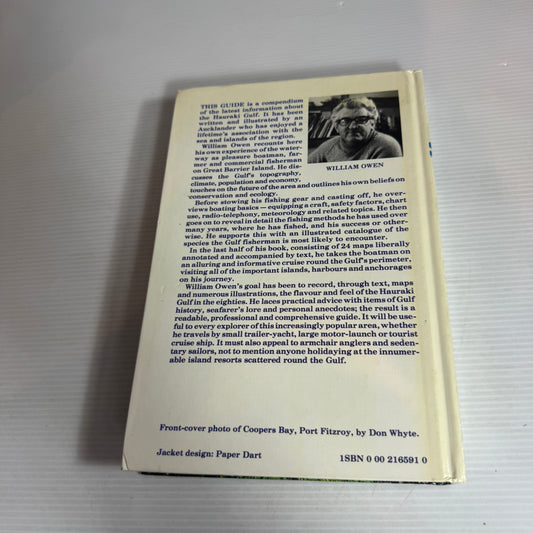 THIS GUIDE is a compendium
of the latest information about
the Hauraki Gulf. It has been
written and illustrated by an
Aucklander who has enjoyed a
lifetime's association with the
sea and islands of the region.
William Owen recounts here
his own experience of the water-
way as pleasure boatman, far-
mer and commercial fisherman
on Great Barrier Island. He dis-
cusses the Gulf's topography,
climate, population and economy,
touches on the future of the area and outlines his own beliefs on
conservation and ecology.
Before stowing his fishing gear and casting off, he over-
views boating basics — equipping a craft, safety factors, chart
use, radio-telephony, meteorology and related topics. He then
goes on to reveal in detail the fishing methods he has used over
many years, where he has fished, and his success or other-
wise. He supports this with an illustrated catalogue of the
species the Gulf fisherman is most likely to encounter.
In the last half of his book, consisting of 24 maps liberally
annotated and accompanied by text, he takes the boatman on
an alluring and informative cruise round the Gulf's perimeter,
visiting all of the important islands, harbours and anchorages
on his journey.
William Owen's goal has been to record, through text, maps
and numerous illustrations, the flavour and feel of the Hauraki
Gulf in the eighties. He laces practical advice with items of Gulf
history, seafarer's lore and personal anecdotes; the result is a
readable, professional and comprehensive guide. It will be use-
ful to every explorer of this increasingly popular area, whether
he travels by small trailer-yacht, large motor-launch or tourist
cruise ship. It must also appeal to armchair anglers and seden-
tary sailors, not to mention anyone holidaying at the innumer-
able island resorts scattered round the Gulf.
WILLIAM OWEN
Front-cover photo of Coopers Bay, Port Fitzroy, by Don Whyte.
Jacket design: Paper Dart
ISBN 0 00 216591 0